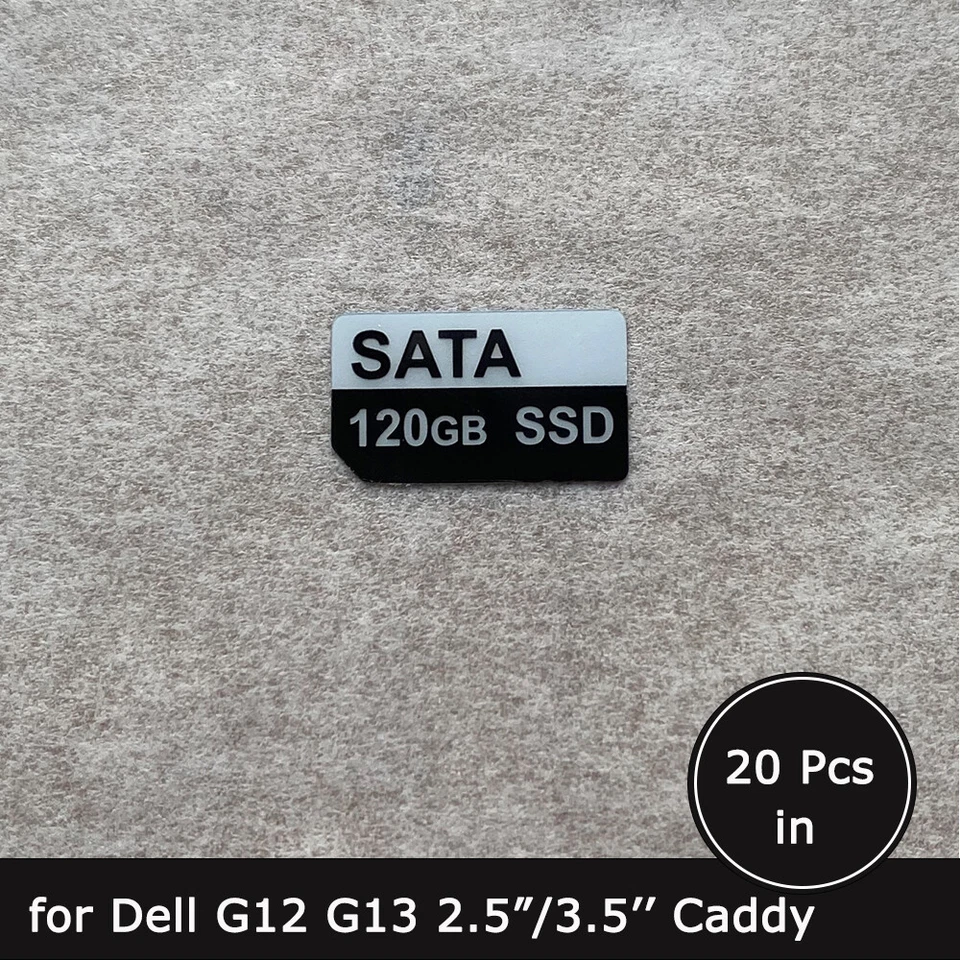 SATA
120GB SSD
20 Pcs
in
for Dell G12 G13 2.5”/3.5’’ Caddy